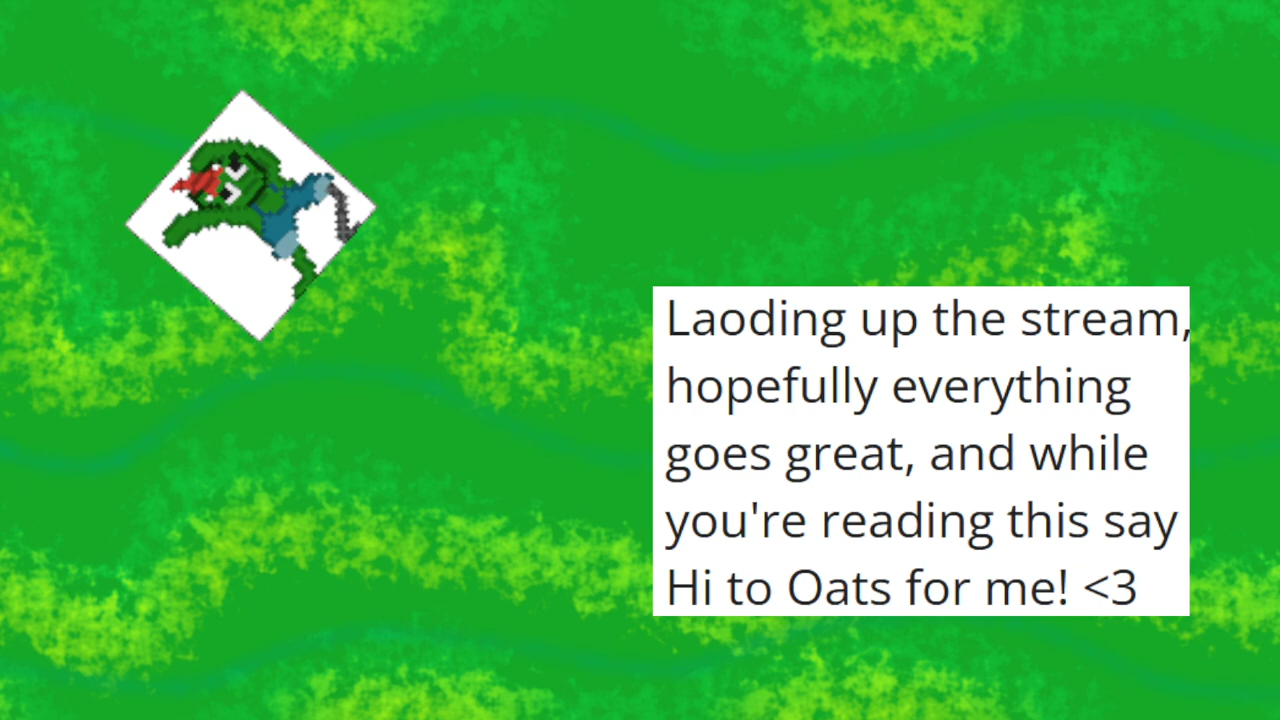 Laoding up the stream,
hopefully everything
goes great, and while
you're reading this say
Hi to Oats for me! <3